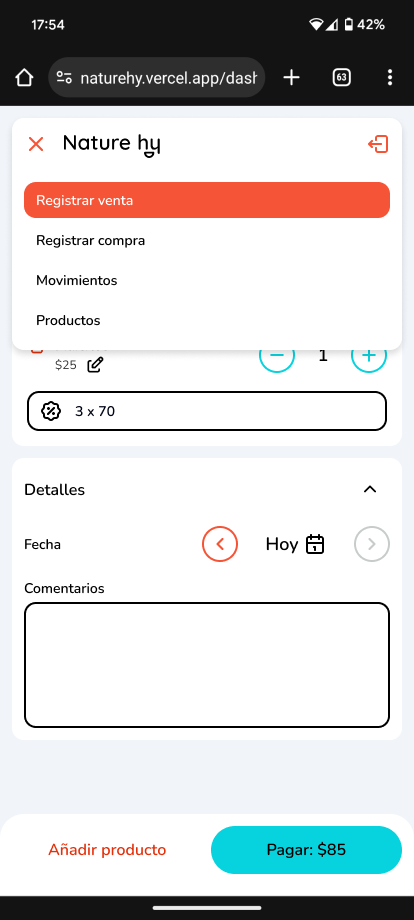 17:54
42%
naturehy.vercel.app/dash
63
Nature hy
Registrar venta
Registrar compra
Movimientos
Productos
$25
1
3 x 70
Detalles
Fecha
Hoy
1
Comentarios
Añadir producto
Pagar: $85